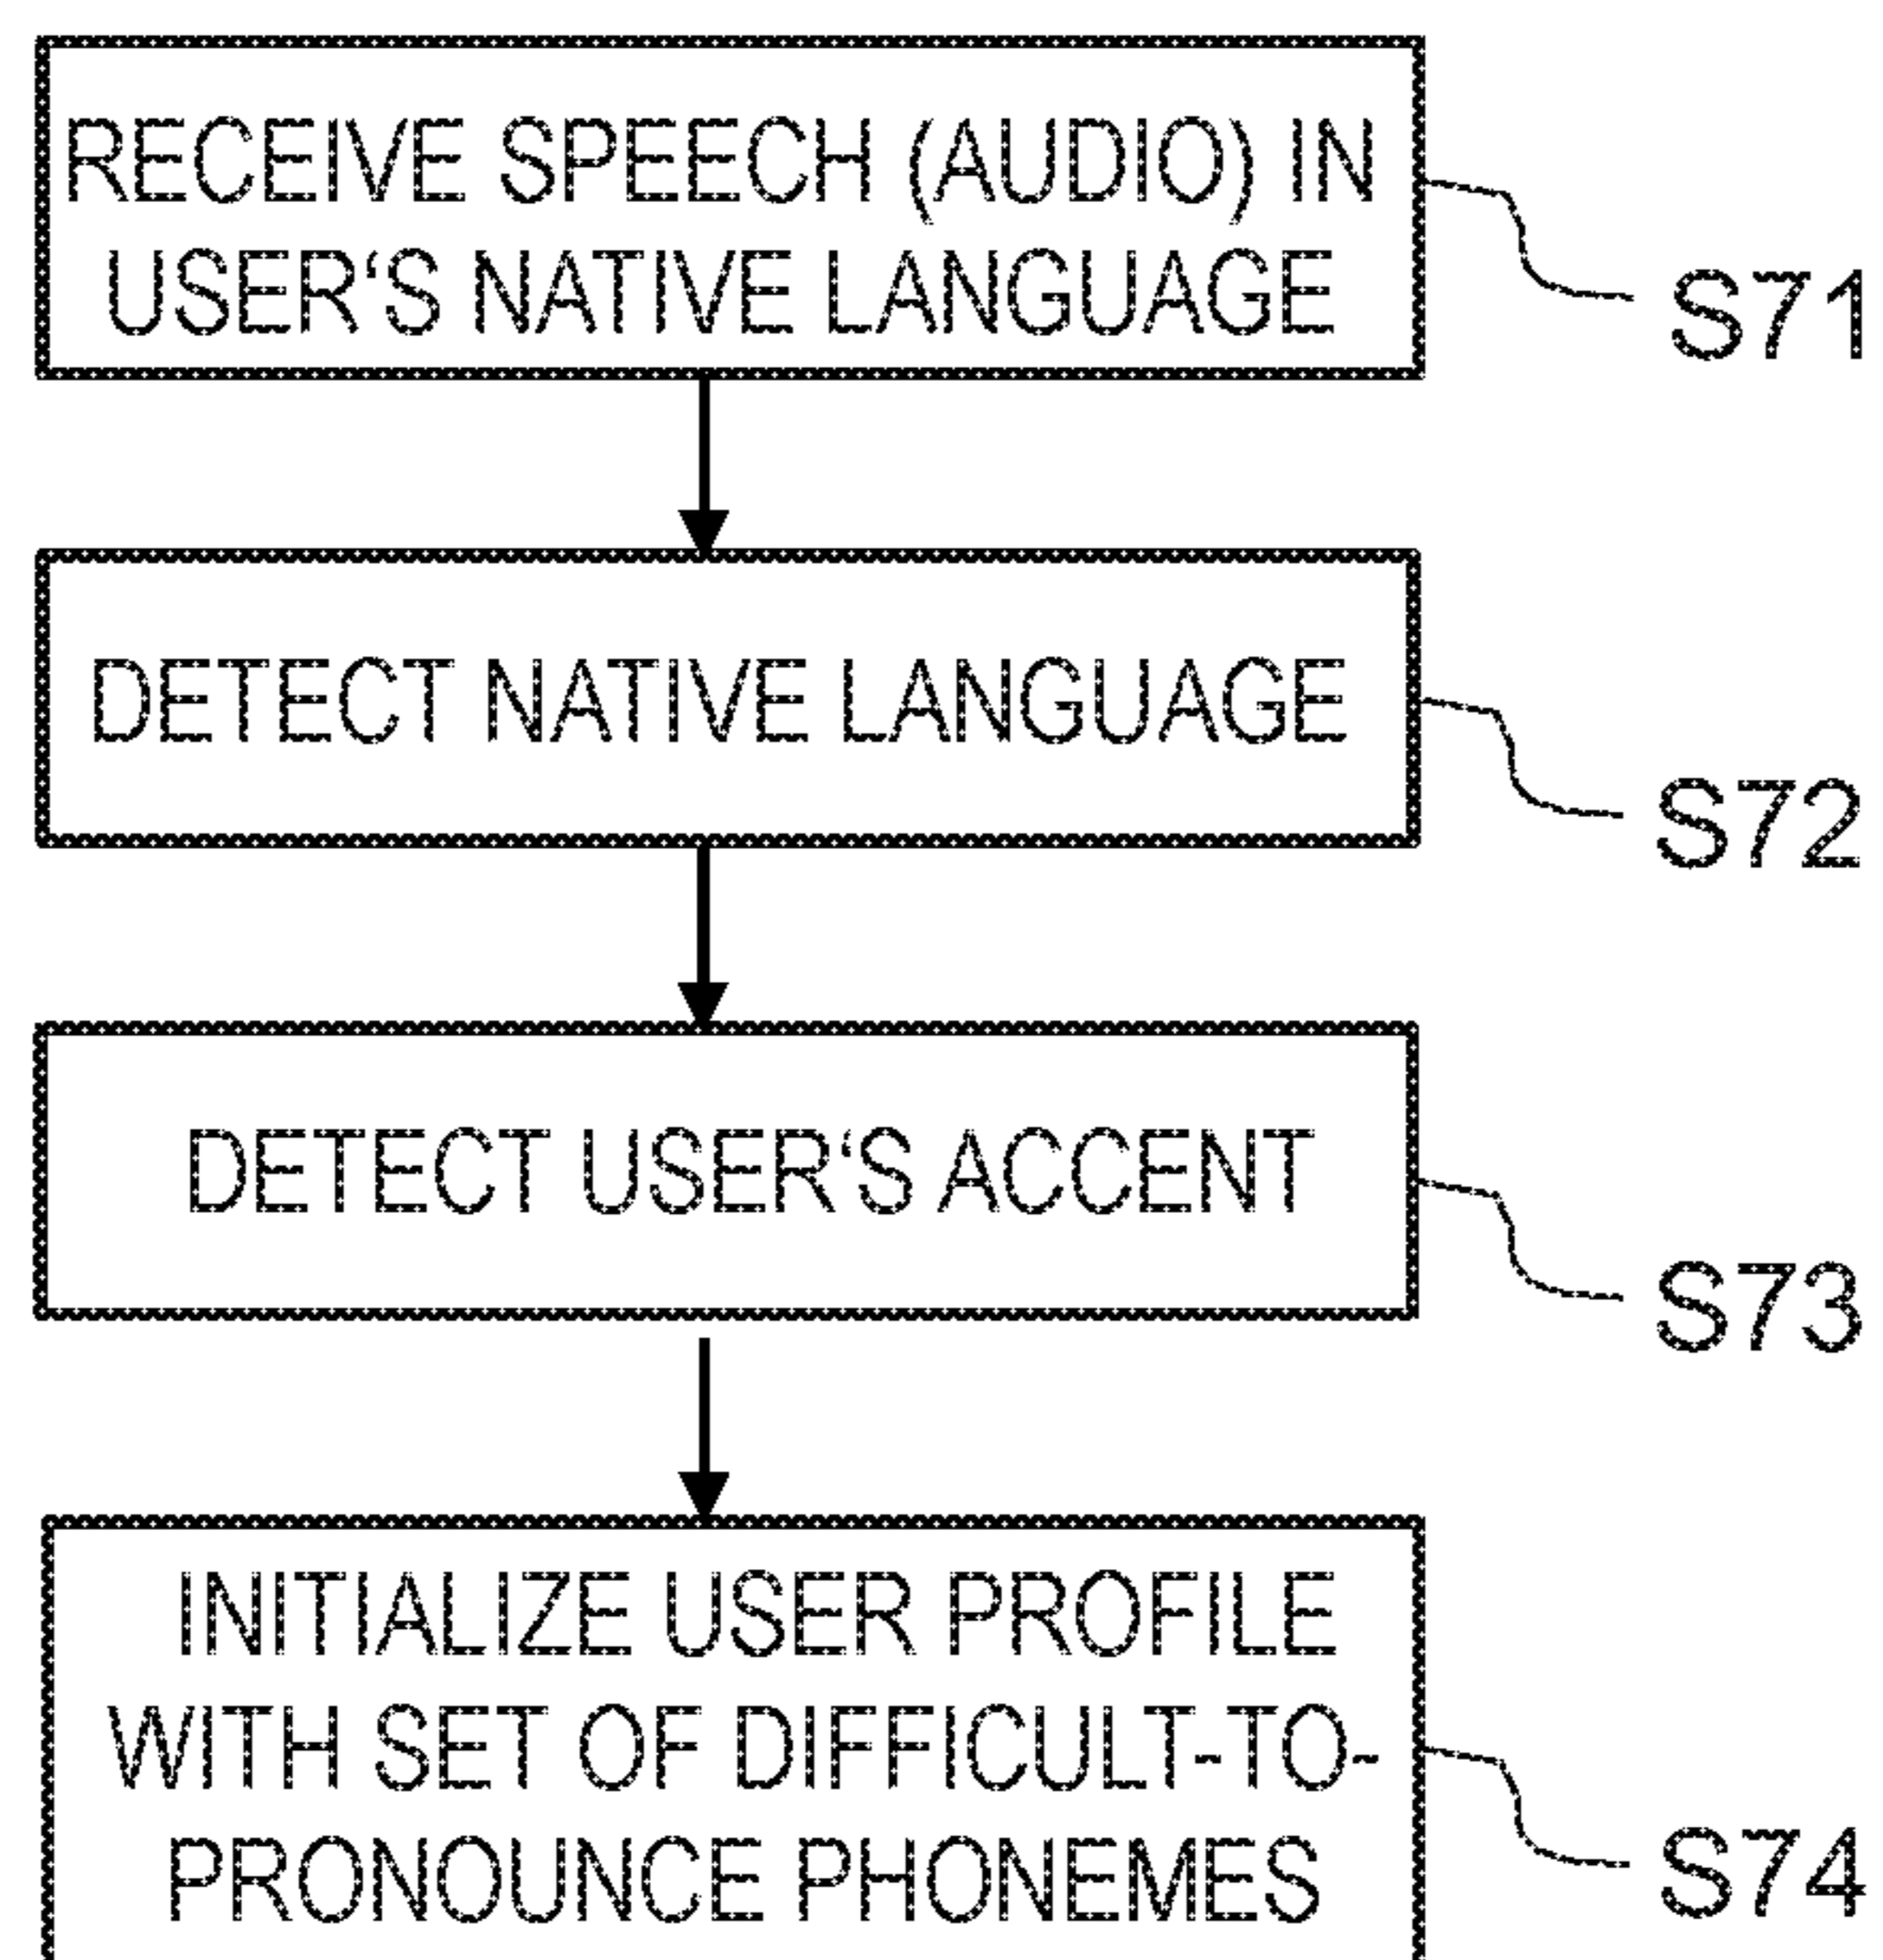 RECEIVE SPEECH (AUDIO) IN
USER‘S NATIVE LANGUAGE
S71
DETECT NATIVE LANGUAGE
S72
DETECT USER‘S ACCENT
S73
INITIALIZE USER PROFILE
WITH SET OF DIFFICULT-TO-
PRONOUNCE PHONEMES
S74